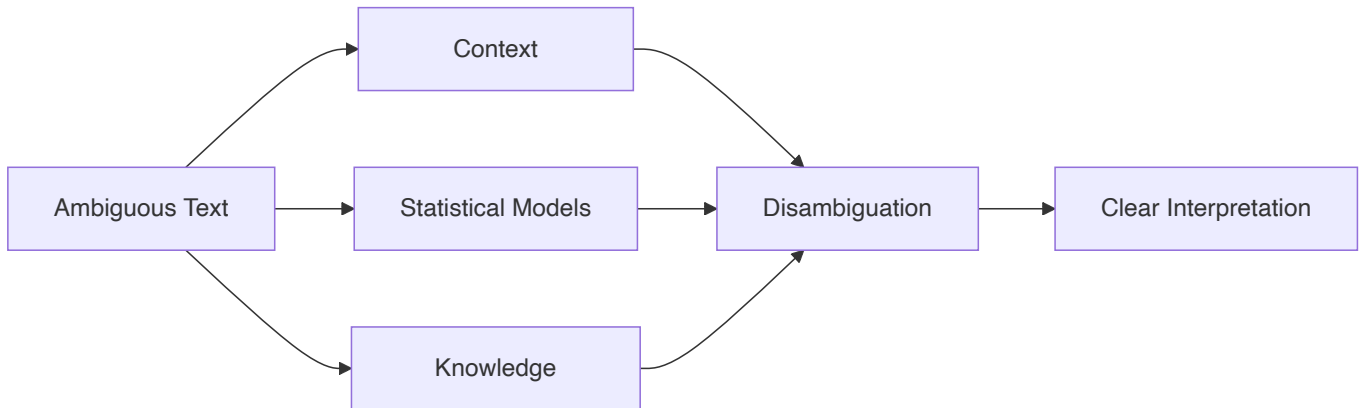 Context
Ambiguous Text
Statistical Models
Disambiguation
Clear Interpretation
Knowledge